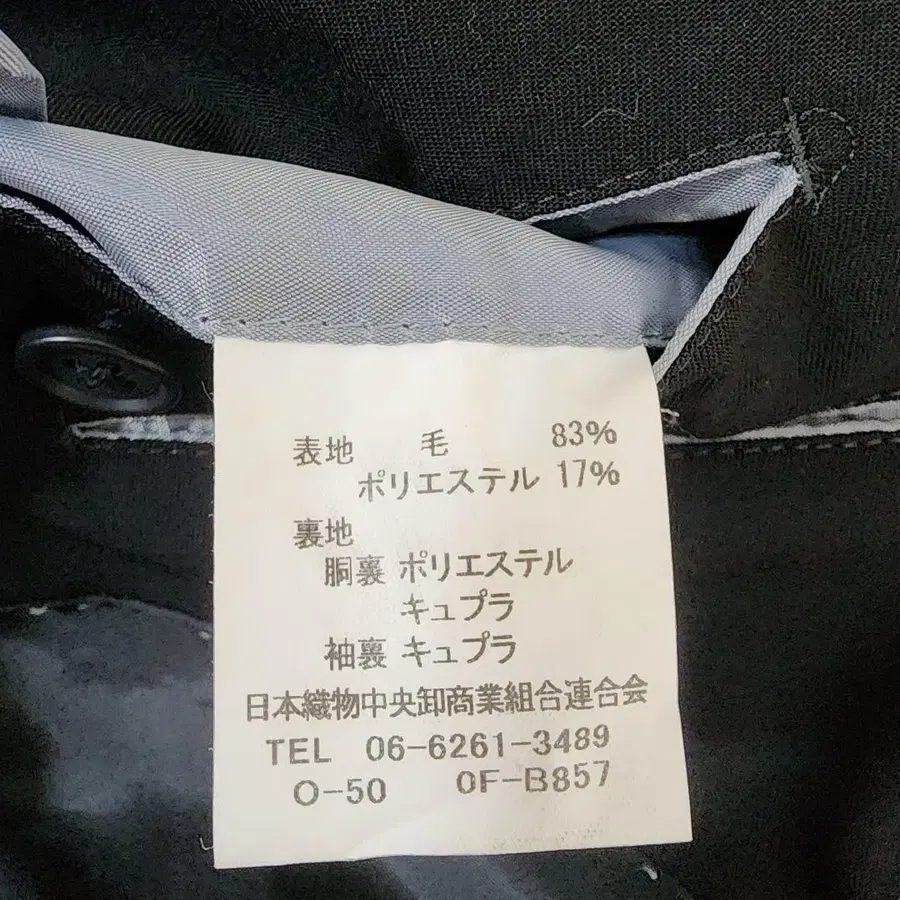 表地 毛 83%
ポリエステル 17%
裏地
胴裏 ポリエステル
キュプラ
袖裏 キュプラ
日本織物中央卸商業組合連合会
TEL 06-6261-3489
O-50 0F-B857